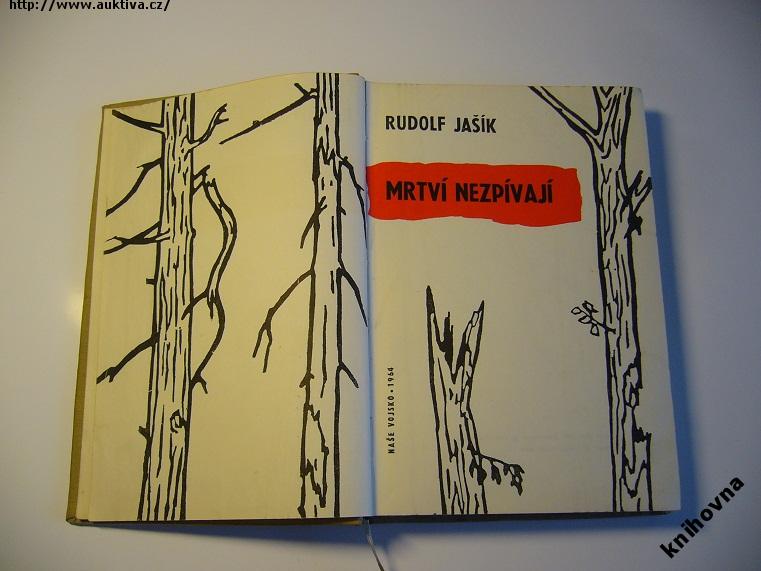 http://www.auktiva.cz/
RUDOLF JAŠÍK
MRTVÍ NEZPÍVAJÍ
NAŠE VOJSKO • 1964
knihovna